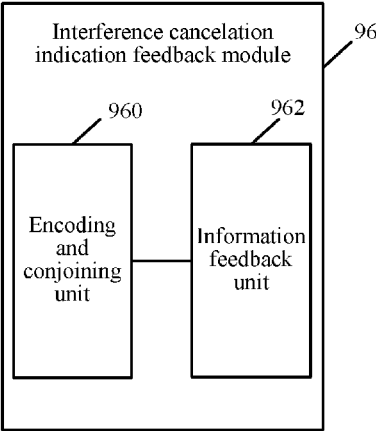 Interference cancelation
indication feedback module
96
960
962
Encoding
and
conjoining
unit
Information
feedback
unit